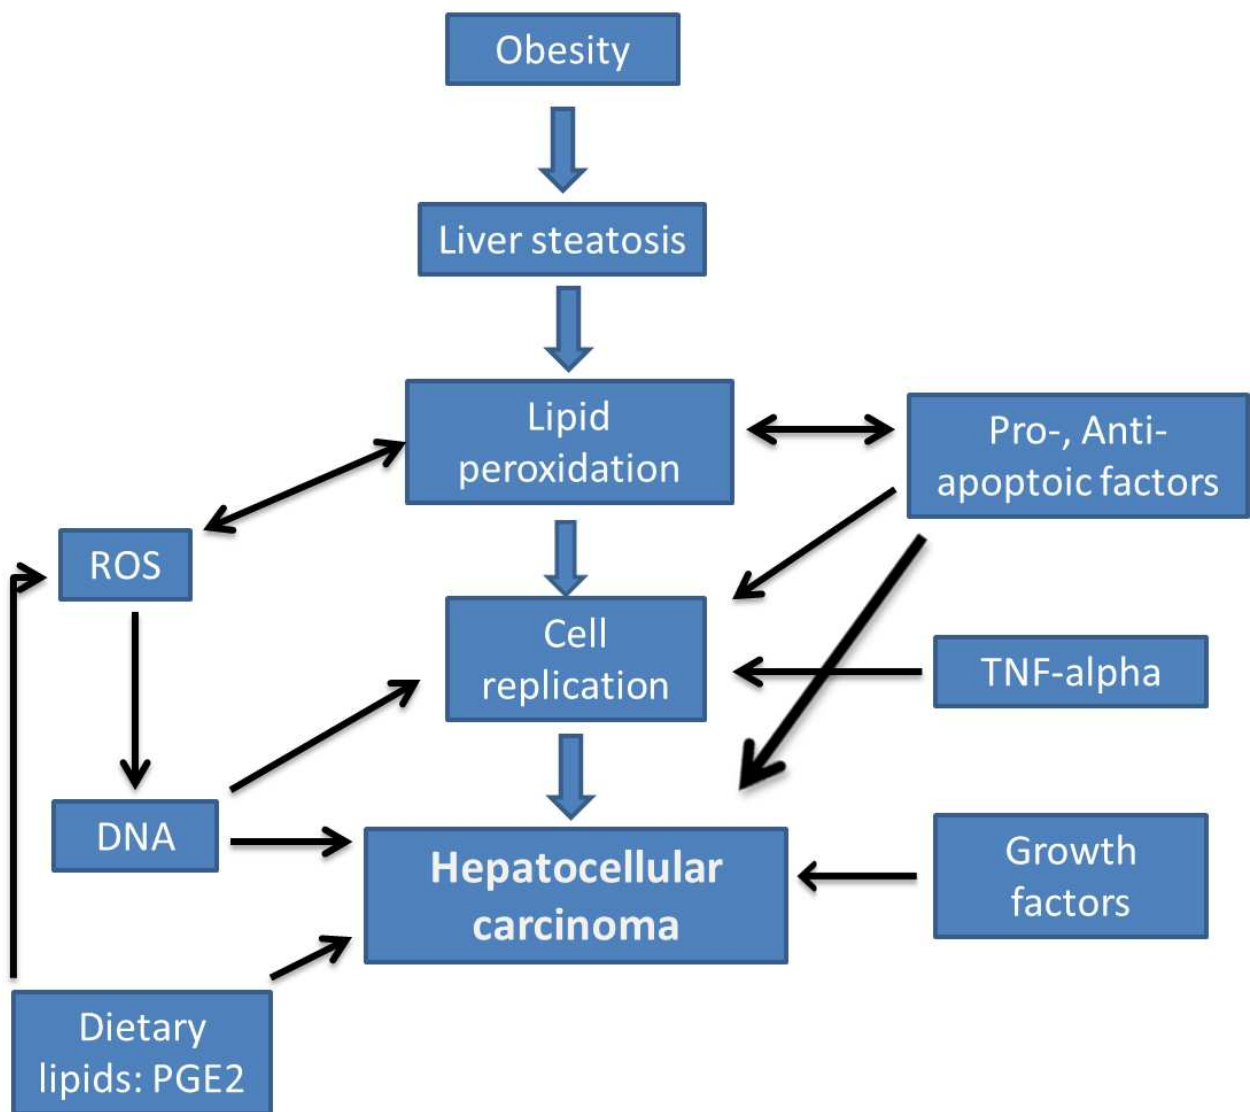 Obesity
Liver steatosis
Lipid
peroxidation
Pro-, Anti-
apoptoic factors
ROS
Cell
replication
TNF-alpha
DNA
Hepatocellular
carcinoma
Growth
factors
Dietary
lipids: PGE2